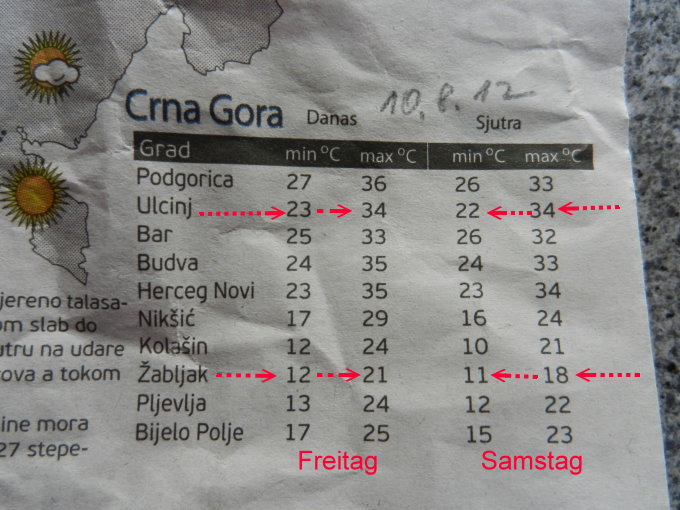 Crna Gora Danas 10.8.12 Sjutra
Grad min °C max °C min °C max °C
Podgorica 27 36 26 33
Ulcinj 23 34 22 34
Bar 25 33 26 32
Budva 24 35 24 33
Herceg Novi 23 35 23 34
Nikšić 17 29 16 24
Kolašin 12 24 10 21
Žabljak 12 21 11 18
Pljevlja 13 24 12 22
Bijelo Polje 17 25 15 23
Freitag Samstag
jereno talasa-
om slab do
utru na udare
ova a tokom
ine mora
27 stepe-